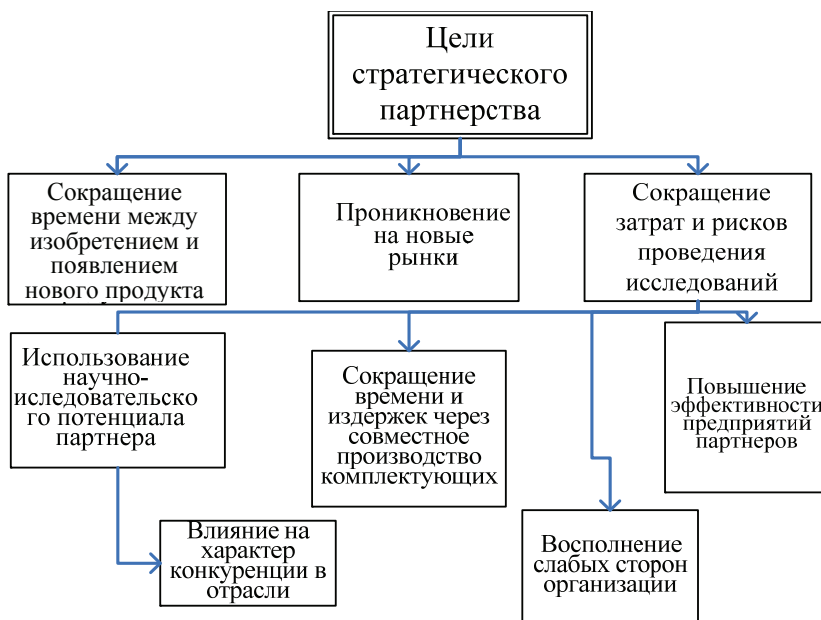 Цели
стратегического
партнерства
Сокращение
времени между
изобретением и
появлением
нового продукта
Проникновение
на новые
рынки
Сокращение
затрат и рисков
проведения
исследований
Использование
научно-
иследовательско
го потенциала
партнера
Сокращение
времени и
издержек через
совместное
производство
комплектующих
Повышение
эффективности
предприятий
партнеров
Влияние на
характер
конкуренции в
отрасли
Восполнение
слабых сторон
организации